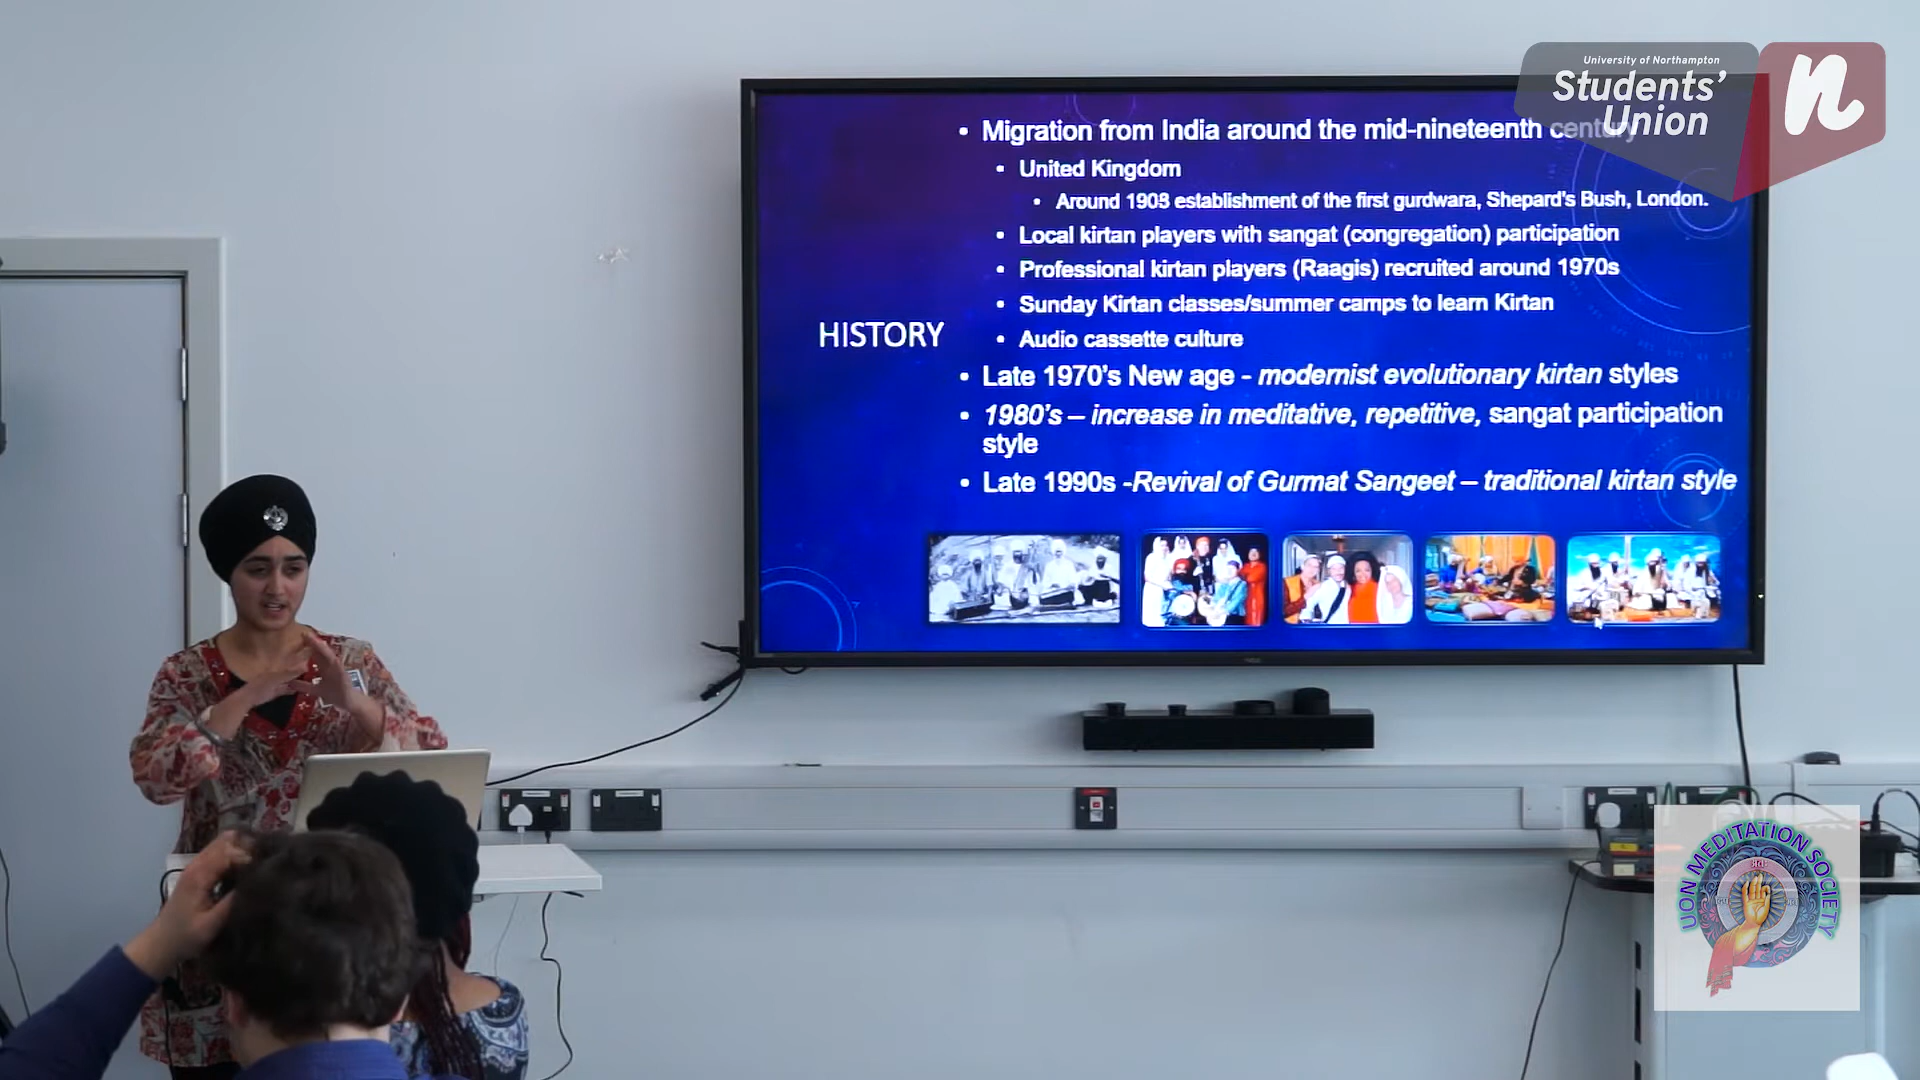 University of Northampton
Students'
Union
n
• Migration from India around the mid-nineteenth century
• United Kingdom
• Around 1908 establishment of the first gurdwara, Shepard's Bush, London.
• Local kirtan players with sangat (congregation) participation
• Professional kirtan players (Raagis) recruited around 1970s
• Sunday Kirtan classes/summer camps to learn Kirtan
HISTORY
• Audio cassette culture
• Late 1970's New age - modernist evolutionary kirtan styles
• 1980's – increase in meditative, repetitive, sangat participation
style
• Late 1990s -Revival of Gurmat Sangeet – traditional kirtan style
UON MEDITATION SOCIETY